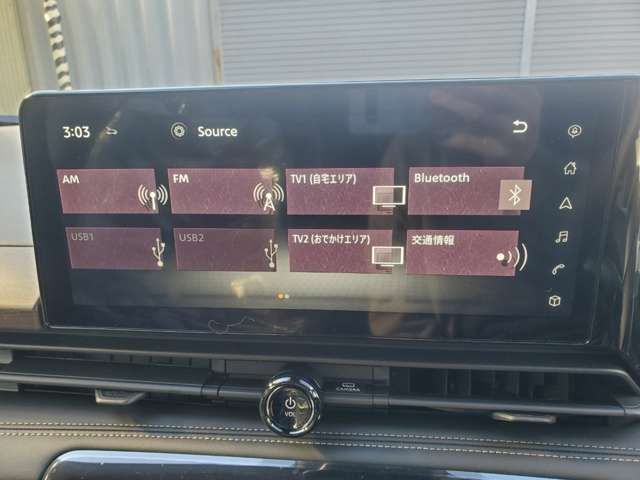 3:03
Source
AM
FM
TV1 (自宅エリア)
Bluetooth
USB1
USB2
TV2 (おでかけエリア)
交通情報
CAMERA
VOL